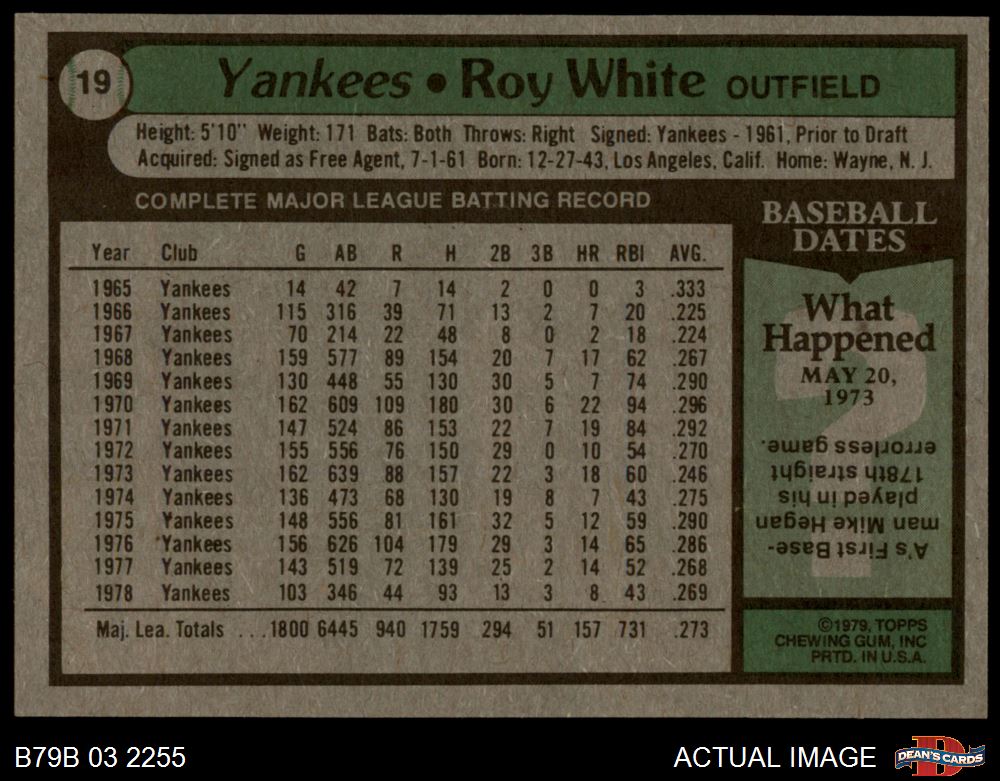 19
Yankees • Roy White OUTFIELD
Height: 5'10" Weight: 171 Bats: Both Throws: Right Signed: Yankees - 1961, Prior to Draft
Acquired: Signed as Free Agent, 7-1-61 Born: 12-27-43, Los Angeles, Calif. Home: Wayne, N. J.
COMPLETE MAJOR LEAGUE BATTING RECORD
Year Club G AB R H 2B 3B HR RBI AVG.
1965 Yankees 14 42 7 14 2 0 0 3 .333
1966 Yankees 115 316 39 71 13 2 7 20 .225
1967 Yankees 70 214 22 48 8 0 2 18 .224
1968 Yankees 159 577 89 154 20 7 17 62 .267
1969 Yankees 130 448 55 130 30 5 7 74 .290
1970 Yankees 162 609 109 180 30 6 22 94 .296
1971 Yankees 147 524 86 153 22 7 19 84 .292
1972 Yankees 155 556 76 150 29 0 10 54 .270
1973 Yankees 162 639 88 157 22 3 18 60 .246
1974 Yankees 136 473 68 130 19 8 7 43 .275
1975 Yankees 148 556 81 161 32 5 12 59 .290
1976 Yankees 156 626 104 179 29 3 14 65 .286
1977 Yankees 143 519 72 139 25 2 14 52 .268
1978 Yankees 103 346 44 93 13 3 8 43 .269
Maj. Lea. Totals ...1800 6445 940 1759 294 51 157 731 .273
BASEBALL
DATES
What
Happened
MAY 20,
1973
?
A's First Base-
man Mike Hegan
played in his
178th straight
errorless game.
©1979, TOPPS
CHEWING GUM, INC
PRTD. IN U.S.A.
B79B 03 2255
ACTUAL IMAGE
D
DEAN'S CARDS